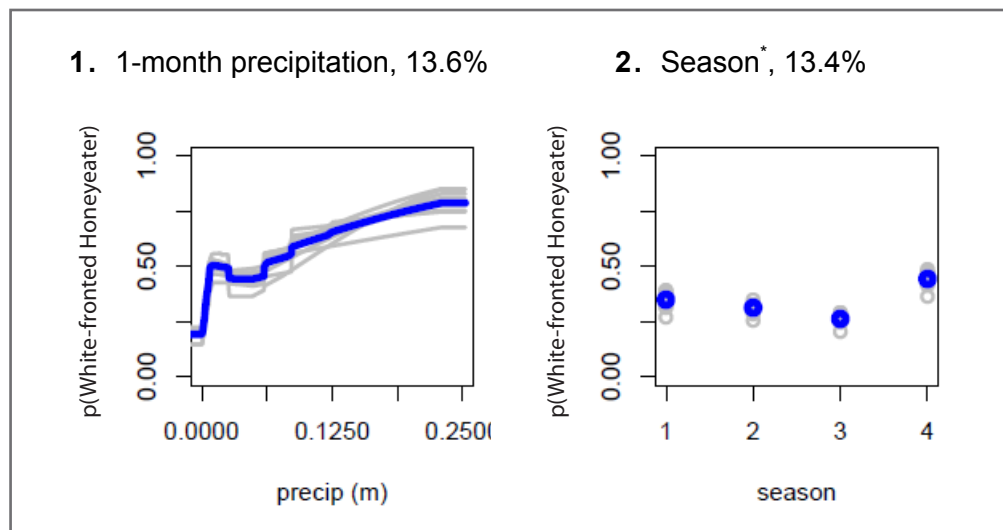 1. 1-month precipitation, 13.6%
p(White-fronted Honeyeater)
1.00
0.50
0.00
0.0000 0.1250 0.250
precip (m)
2. Season*, 13.4%
p(White-fronted Honeyeater)
1.00
0.50
0.00
1 2 3 4
season